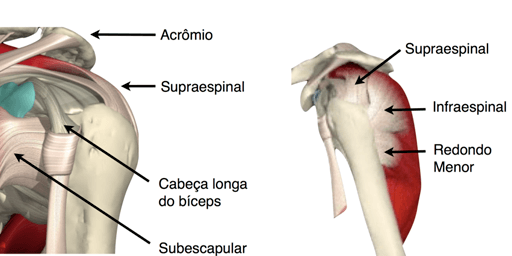 Acrômio
Supraespinal
Cabeça longa
do bíceps
Subescapular
Supraespinal
Infraespinal
Redondo
Menor